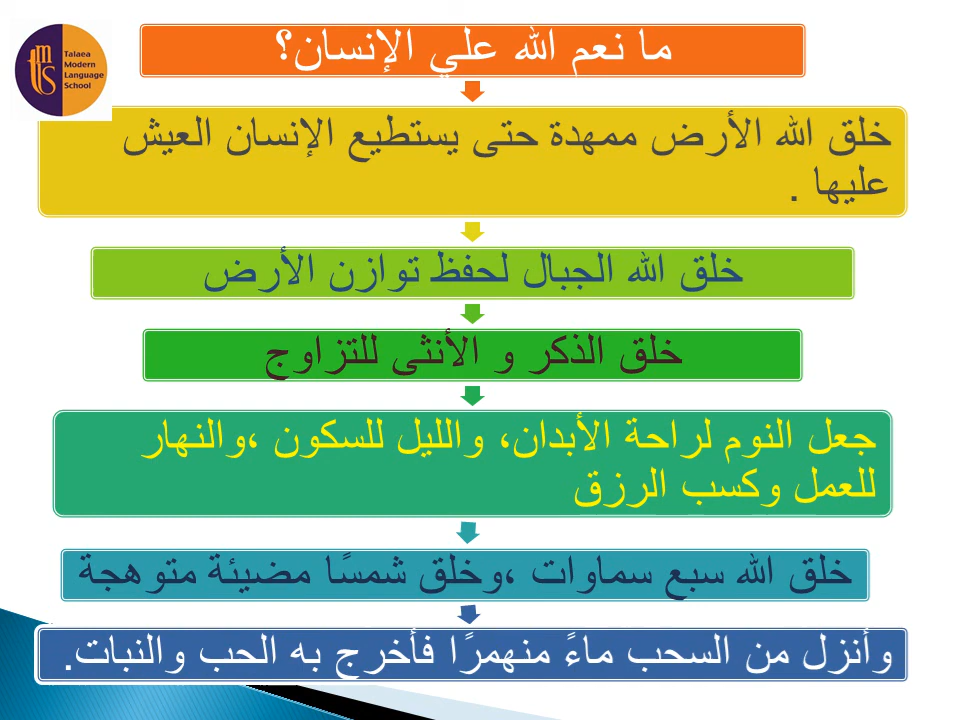 Talaea
Modern
Language
School
mts
ما نعم الله علي الإنسان؟
خلق الله الأرض ممهدة حتى يستطيع الإنسان العيش
عليها .
خلق الله الجبال لحفظ توازن الأرض
خلق الذكر و الأنثى للتزاوج
جعل النوم لراحة الأبدان، والليل للسكون ،والنهار
للعمل وكسب الرزق
خلق الله سبع سماوات ،وخلق شمسًا مضيئة متوهجة
وأنزل من السحب ماءً منهمرًا فأخرج به الحب والنبات.